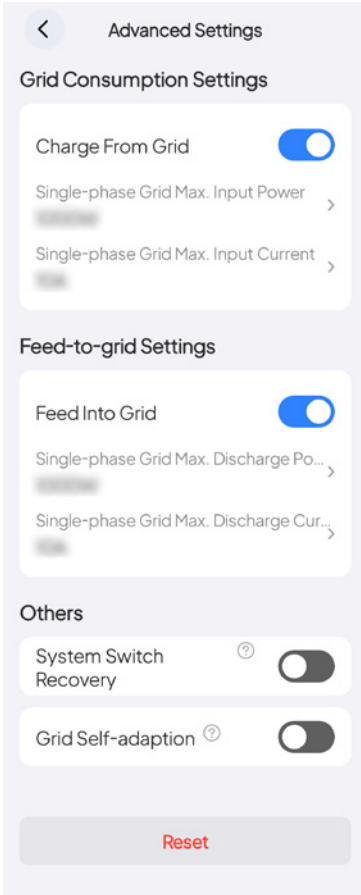 Advanced Settings
Grid Consumption Settings
Charge From Grid
Single-phase Grid Max. Input Power
Single-phase Grid Max. Input Current
Feed-to-grid Settings
Feed Into Grid
Single-phase Grid Max. Discharge Po...
Single-phase Grid Max. Discharge Cur...
Others
System Switch
Recovery
Grid Self-adaption
Reset